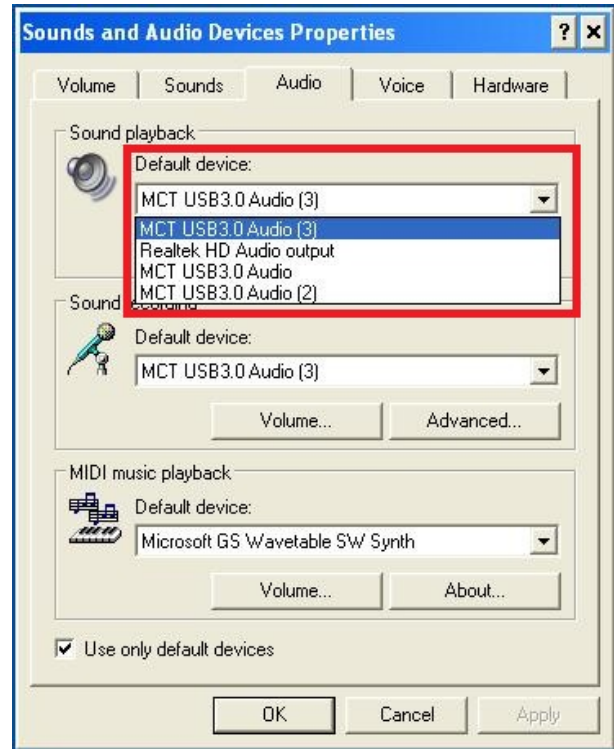 Sounds and Audio Devices Properties
? ×
Volume Sounds Audio Voice Hardware
Sound playback
Default device:
MCT USB3.0 Audio (3)
MCT USB3.0 Audio (3)
Realtek HD Audio output
MCT USB3.0 Audio
MCT USB3.0 Audio (2)
Sound recording
Default device:
MCT USB3.0 Audio (3)
Volume... Advanced...
MIDI music playback
Default device:
Microsoft GS Wavetable SW Synth
Volume... About...
Use only default devices
OK Cancel Apply